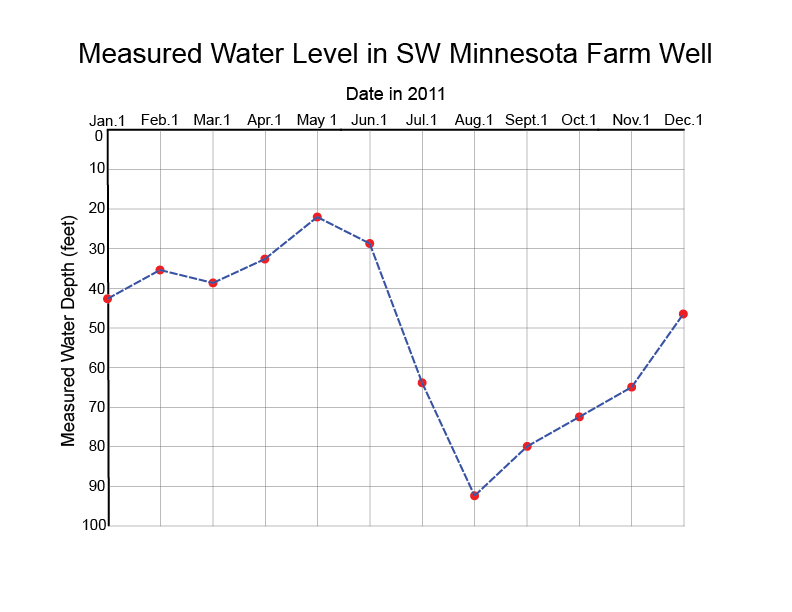 Measured Water Level in SW Minnesota Farm Well
Date in 2011
Jan.1 Feb.1 Mar.1 Apr.1 May 1 Jun.1 Jul.1 Aug.1 Sept.1 Oct.1 Nov.1 Dec.1
Measured Water Depth (feet)
0
10
20
30
40
50
60
70
80
90
100